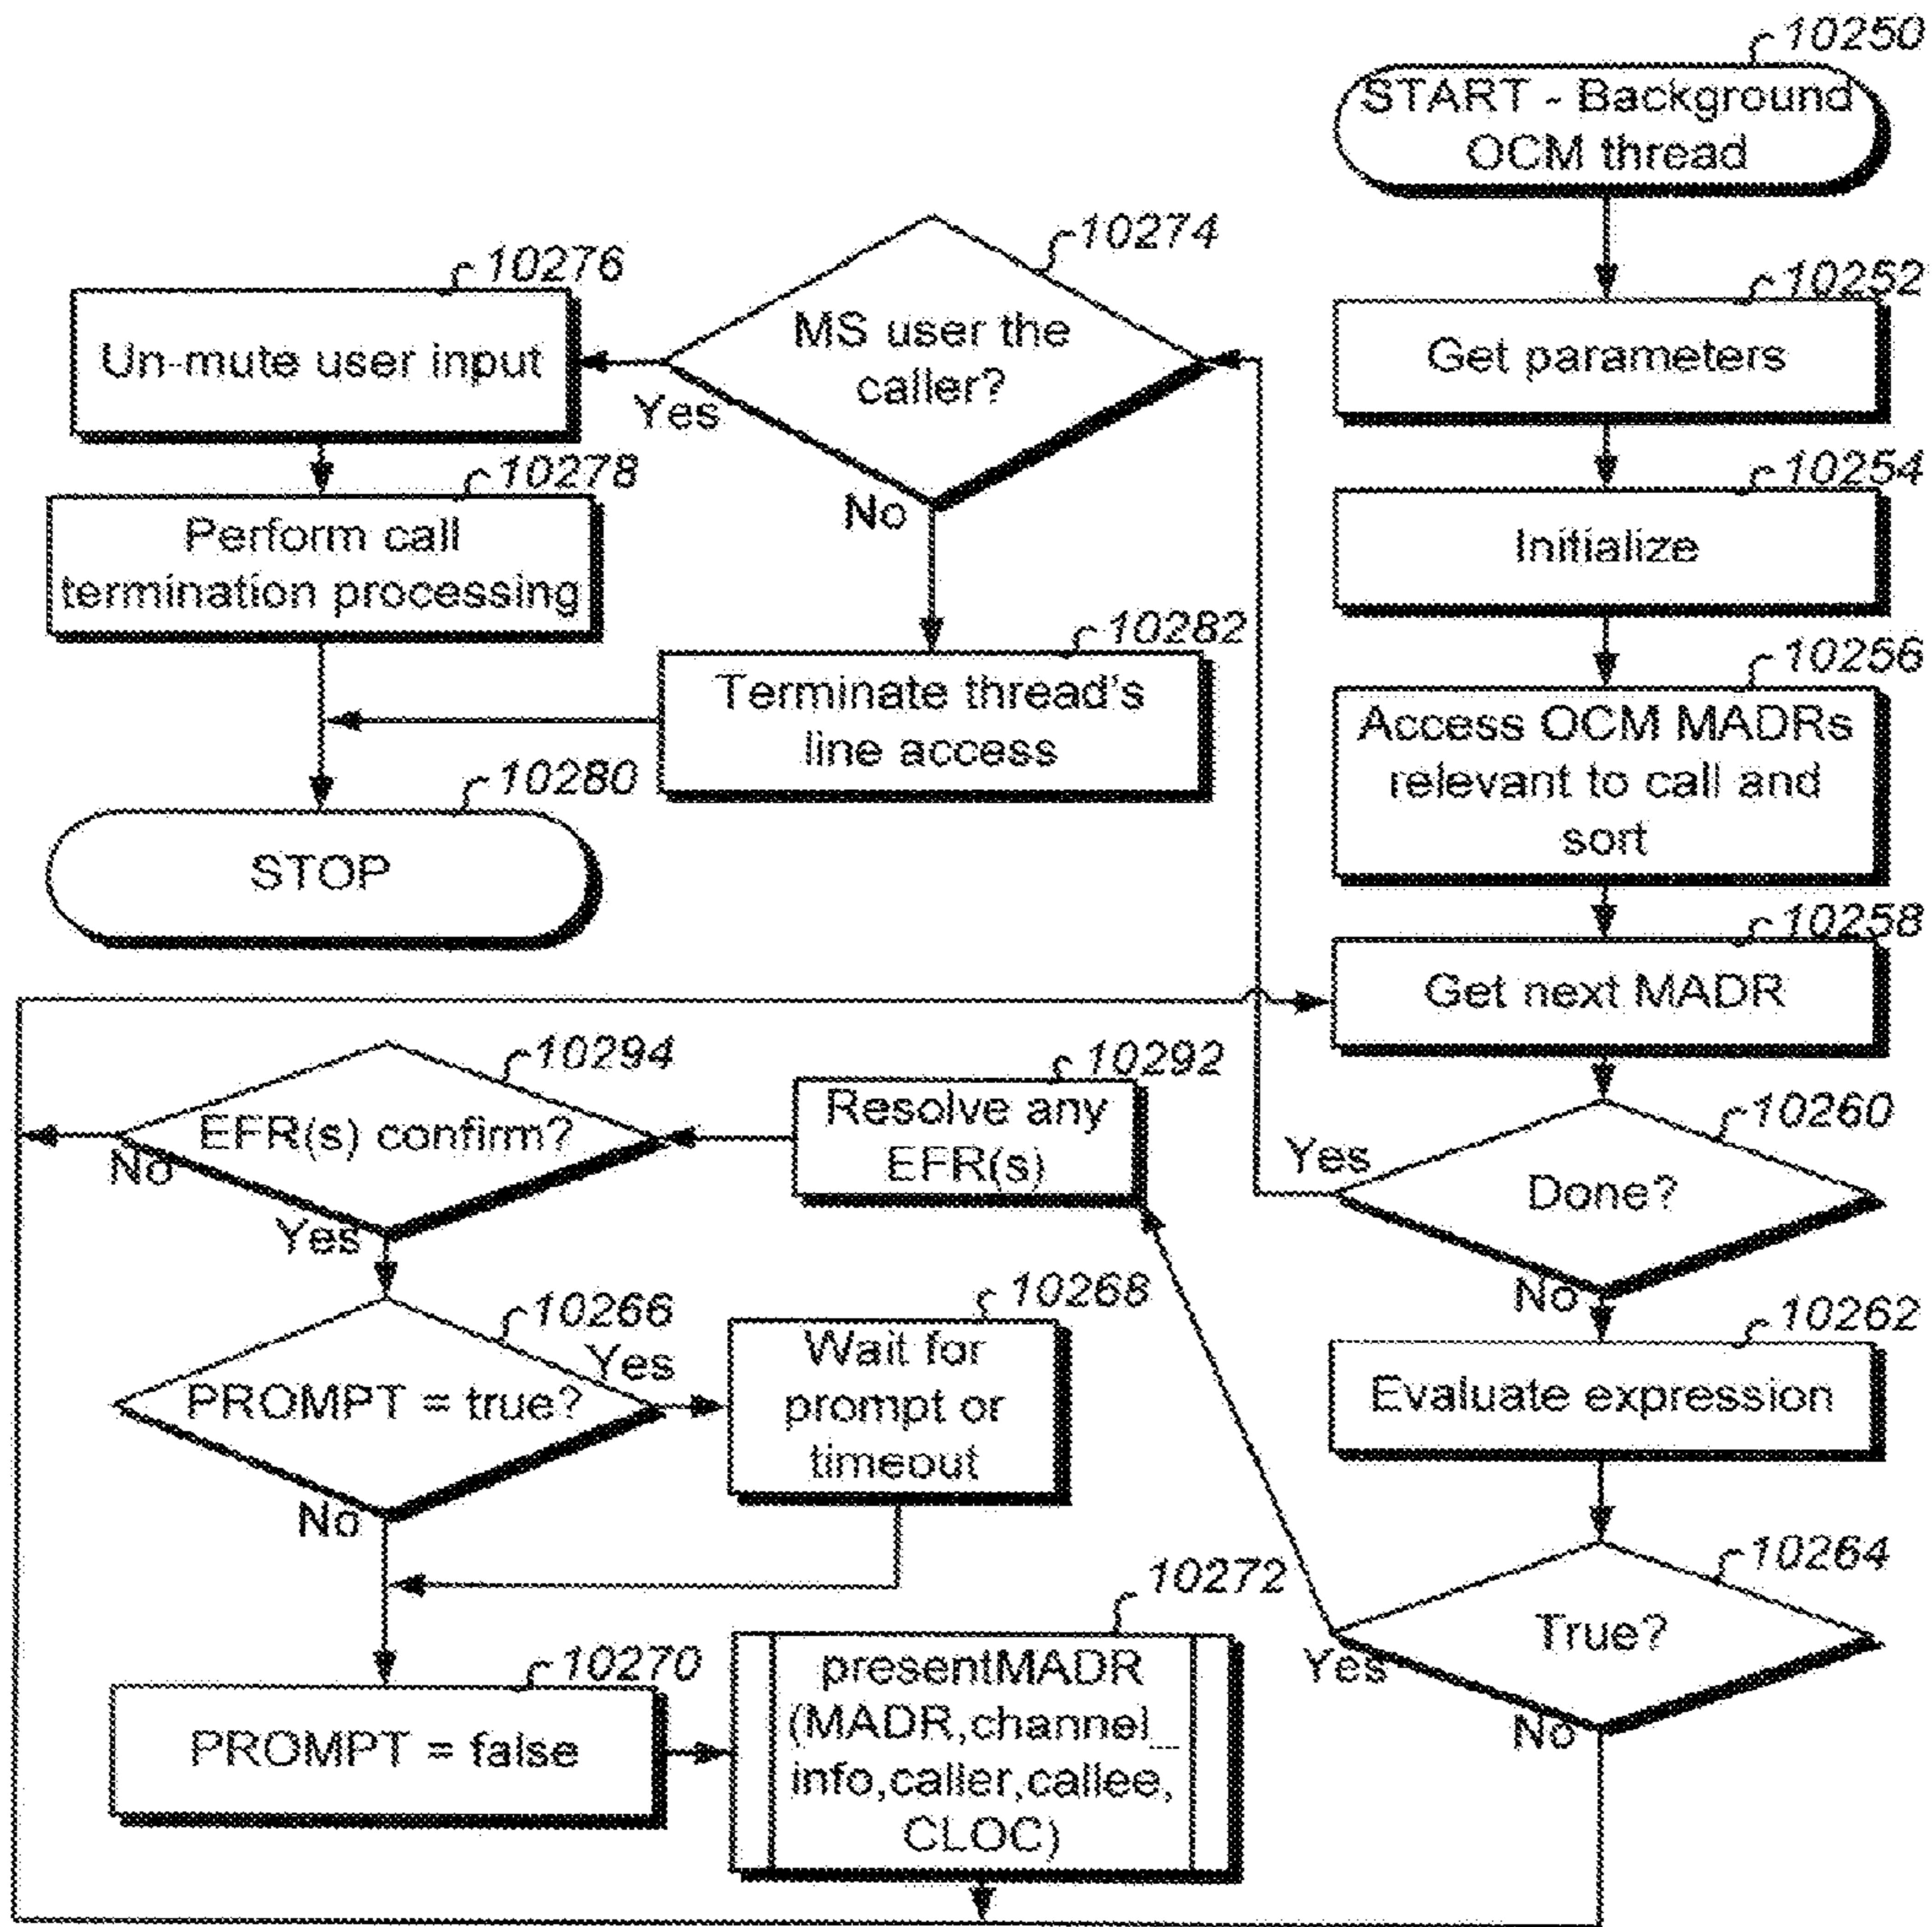 10250
START - Background
OCM thread
10252
Get parameters
10254
Initialize
10256
Access OCM MADRs
relevant to call and
sort
10258
Get next MADR
10260
Done?
Yes
No
10262
Evaluate expression
10264
True?
Yes
No
10274
MS user the
caller?
Yes
No
10276
Un-mute user input
10278
Perform call
termination processing
10282
Terminate thread's
line access
10280
STOP
10292
Resolve any
EFR(s)
10294
EFR(s) confirm?
No
Yes
10266
PROMPT = true?
Yes
No
10268
Wait for
prompt or
timeout
10270
PROMPT = false
10272
presentMADR
(MADR,channel_
info,caller,callee,
CLOC)